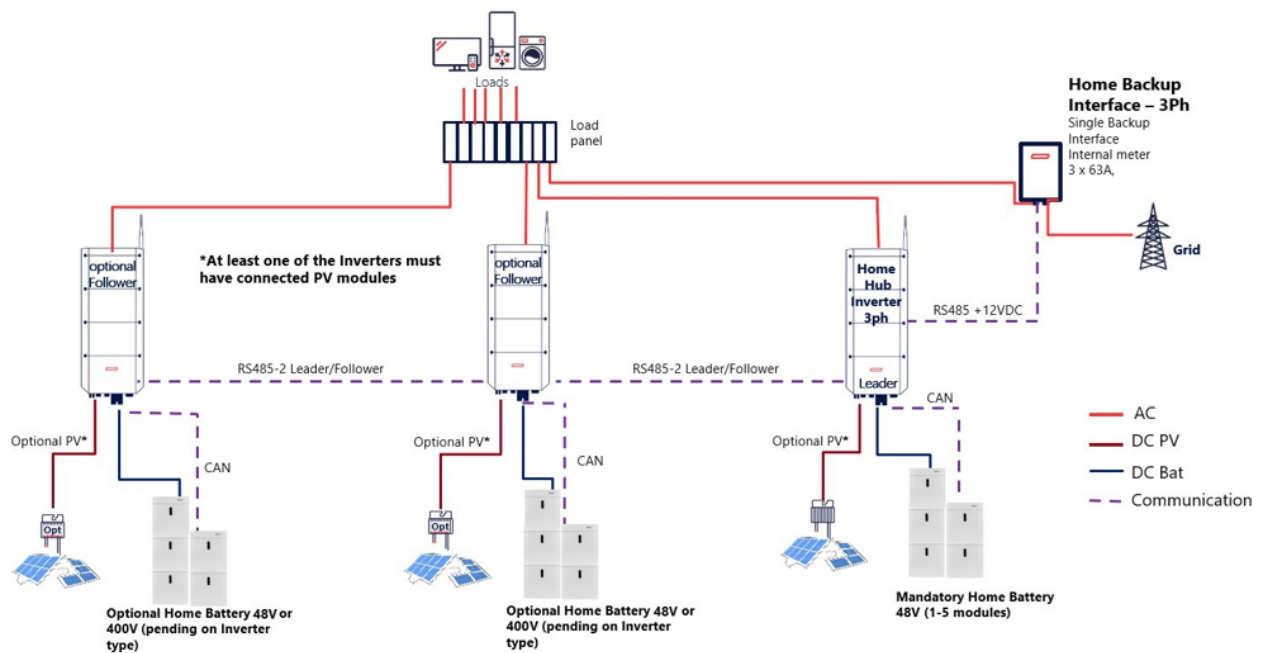 Loads
Load
panel
Home Backup
Interface – 3Ph
Single Backup
Interface
Internal meter
3 x 63A,
Grid
optional
Follower
*At least one of the Inverters must
have connected PV modules
optional
Follower
Home
Hub
Inverter
3ph
Leader
RS485 +12VDC
RS485-2 Leader/Follower
RS485-2 Leader/Follower
Optional PV*
CAN
Opt
Optional Home Battery 48V or
400V (pending on Inverter
type)
Optional PV*
CAN
Opt
Optional Home Battery 48V or
400V (pending on Inverter
type)
Optional PV*
CAN
Mandatory Home Battery
48V (1-5 modules)
AC
DC PV
DC Bat
Communication